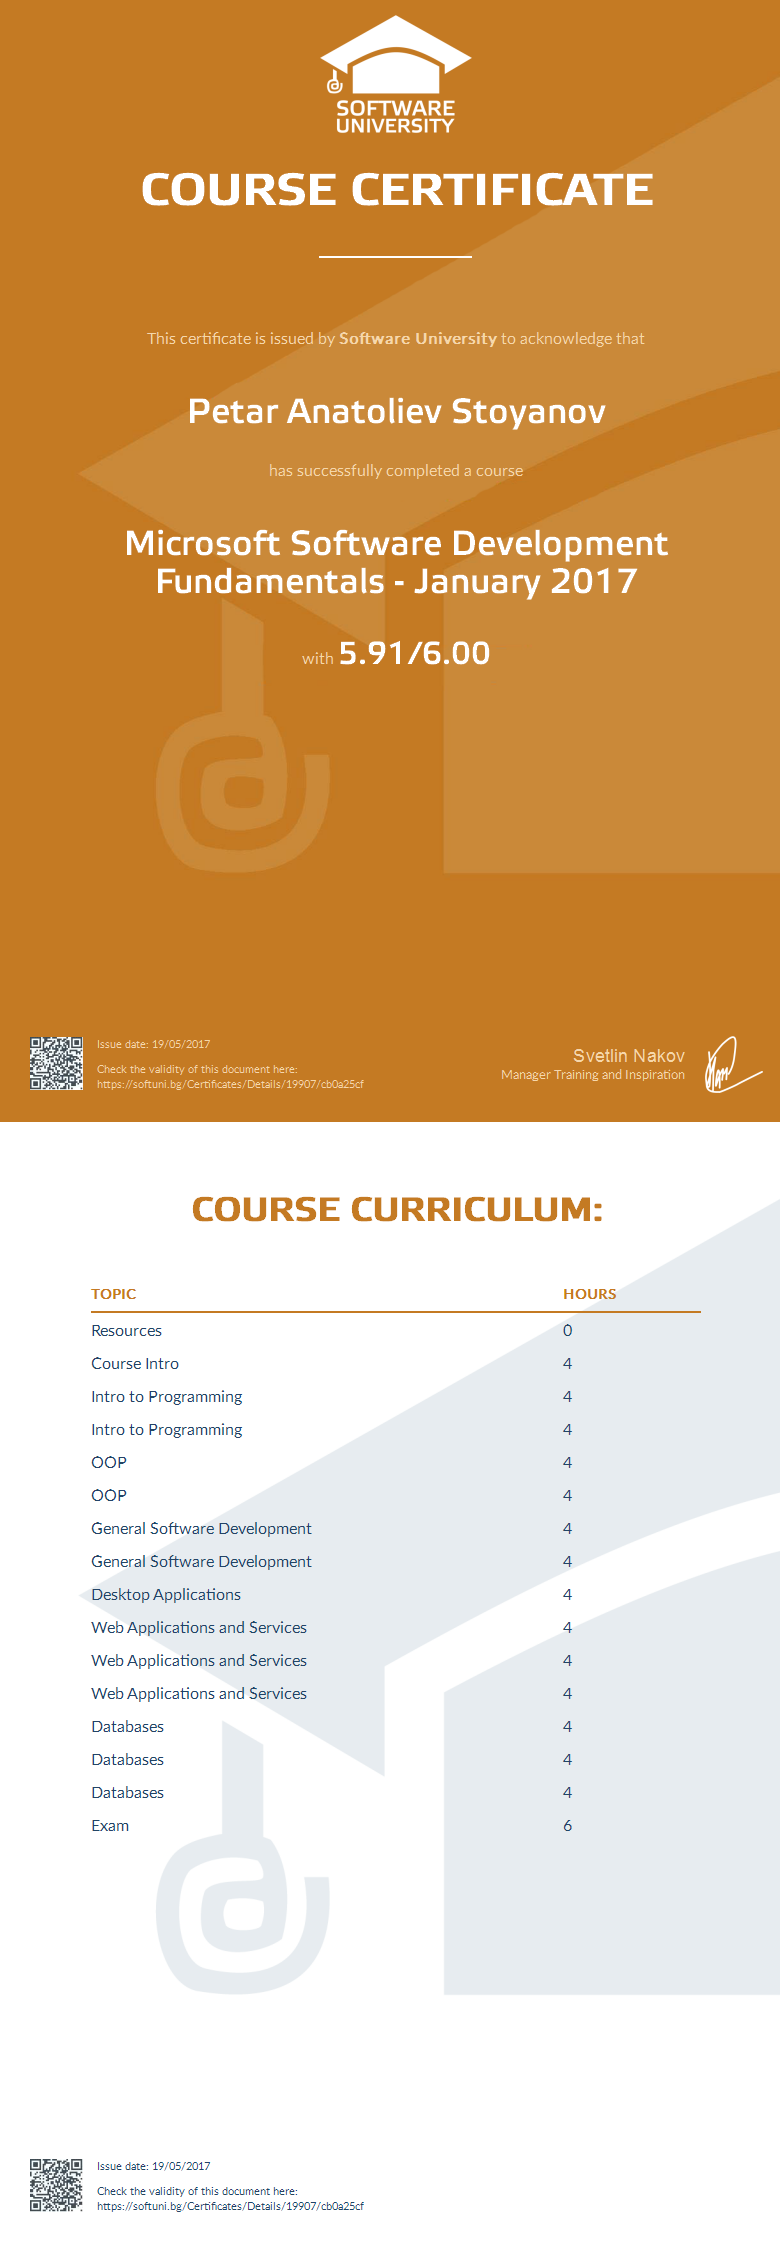 SOFTWARE
UNIVERSITY
COURSE CERTIFICATE
This certificate is issued by Software University to acknowledge that
Petar Anatoliev Stoyanov
has successfully completed a course
Microsoft Software Development
Fundamentals - January 2017
with 5.91/6.00
Issue date: 19/05/2017
Check the validity of this document here:
https://softuni.bg/Certificates/Details/19907/cb0a25cf
Svetlin Nakov
Manager Training and Inspiration
COURSE CURRICULUM:
TOPIC HOURS
Resources 0
Course Intro 4
Intro to Programming 4
Intro to Programming 4
OOP 4
OOP 4
General Software Development 4
General Software Development 4
Desktop Applications 4
Web Applications and Services 4
Web Applications and Services 4
Web Applications and Services 4
Databases 4
Databases 4
Databases 4
Exam 6
Issue date: 19/05/2017
Check the validity of this document here:
https://softuni.bg/Certificates/Details/19907/cb0a25cf